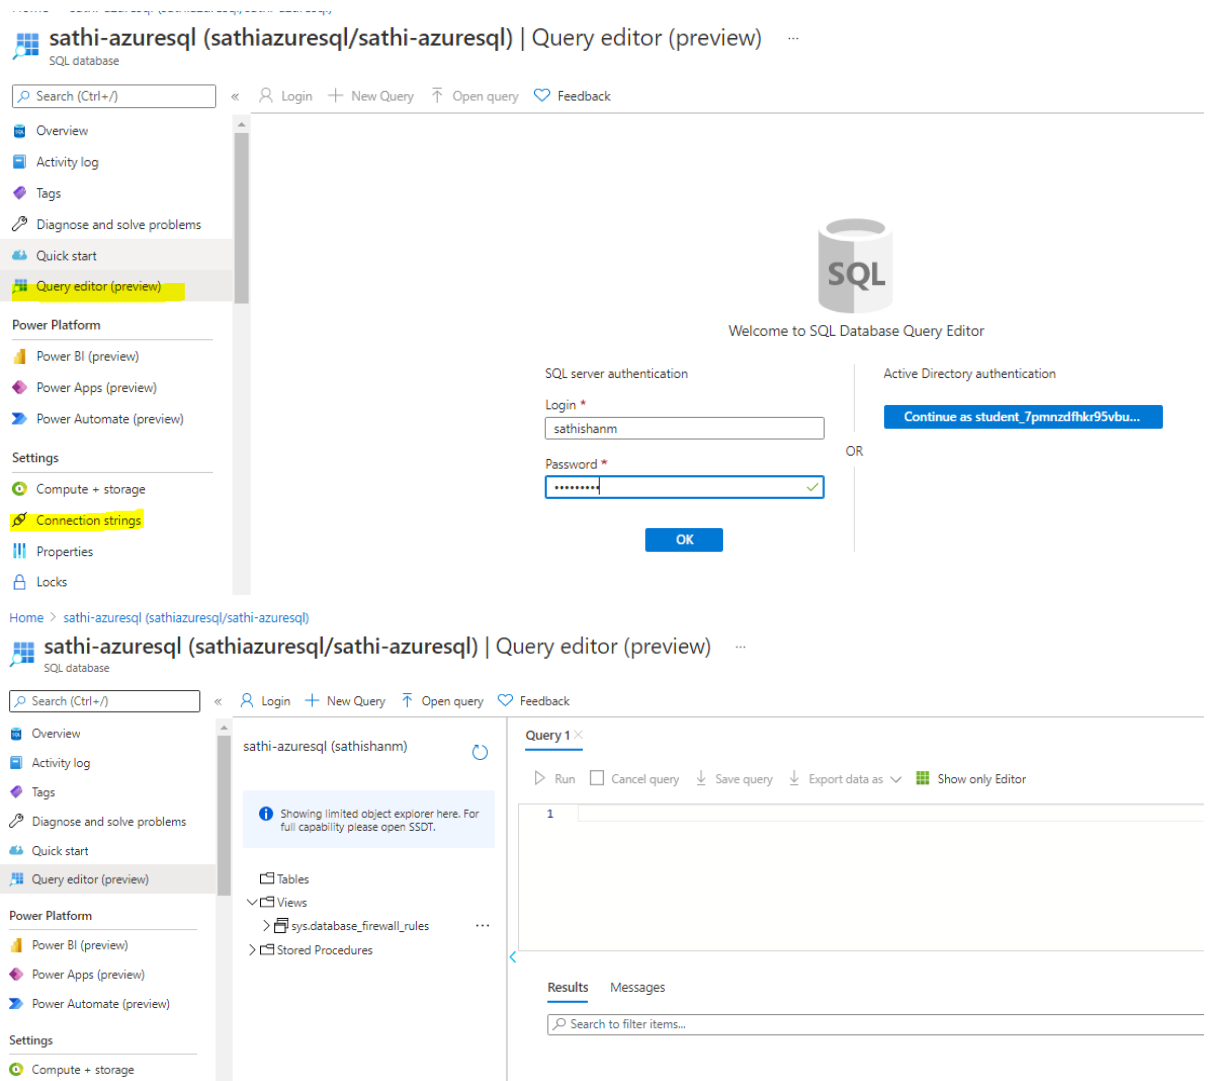 sathi-azuresql (sathiazuresql/sathi-azuresql) | Query editor (preview) ...
SQL database
Search (Ctrl+/)
«
Login
New Query
Open query
Feedback
Overview
Activity log
Tags
Diagnose and solve problems
Quick start
Query editor (preview)
Power Platform
Power BI (preview)
Power Apps (preview)
Power Automate (preview)
Settings
Compute + storage
Connection strings
Properties
Locks
SQL
Welcome to SQL Database Query Editor
SQL server authentication
Login *
sathishanm
Password *
•••••••••
OK
OR
Active Directory authentication
Continue as student_7pmnzdfhkr95vbu...
Home > sathi-azuresql (sathiazuresql/sathi-azuresql)
sathi-azuresql (sathiazuresql/sathi-azuresql) | Query editor (preview) ...
SQL database
Search (Ctrl+/)
«
Login
New Query
Open query
Feedback
Overview
Activity log
Tags
Diagnose and solve problems
Quick start
Query editor (preview)
Power Platform
Power BI (preview)
Power Apps (preview)
Power Automate (preview)
Settings
Compute + storage
sathi-azuresql (sathishanm)
Showing limited object explorer here. For
full capability please open SSDT.
Tables
Views
sys.database_firewall_rules ...
Stored Procedures
Query 1
Run
Cancel query
Save query
Export data as
Show only Editor
1
Results
Messages
Search to filter items...